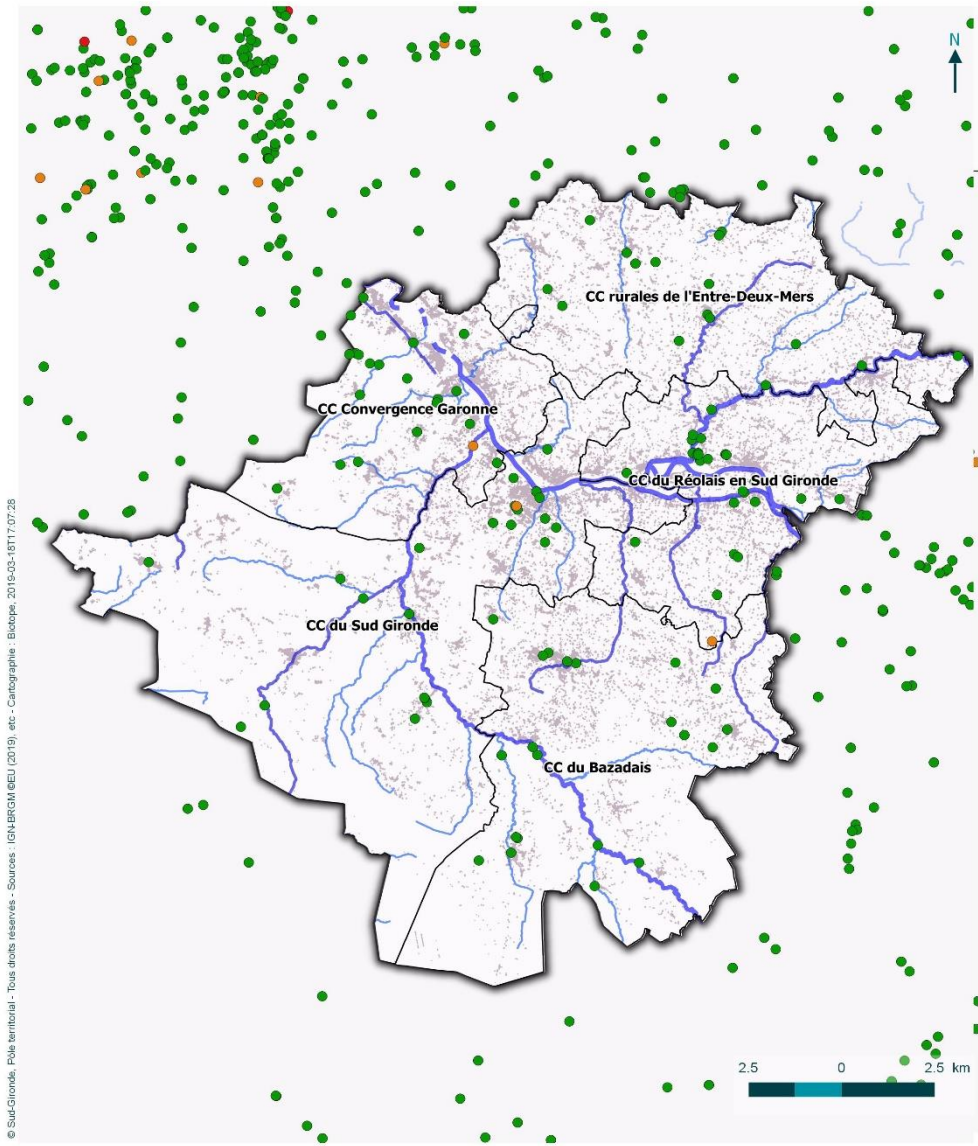 N
CC rurales de l'Entre-Deux-Mers
CC Convergence Garonne
CC du Réolais en Sud Gironde
CC du Sud Gironde
CC du Bazadais
2.5 0 2.5 km
© Sud-Gironde, Pôle territorial - Tous droits réservés - Sources : IGN-BRGM ©EU (2019), etc - Cartographie : Biotope, 2019-03-18T17:07:28